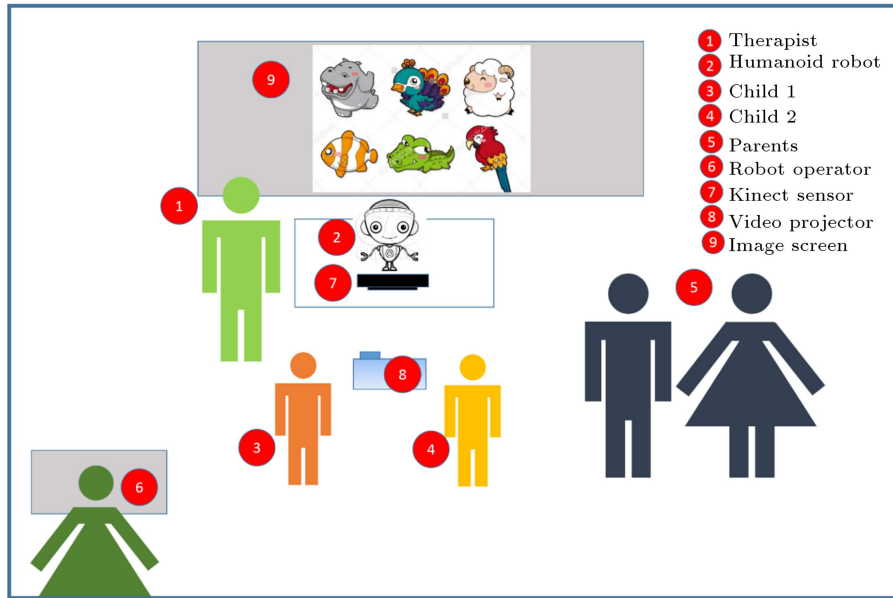 9
1 Therapist
2 Humanoid robot
3 Child 1
4 Child 2
5 Parents
6 Robot operator
7 Kinect sensor
8 Video projector
9 Image screen
1
2
7
5
8
3
4
6